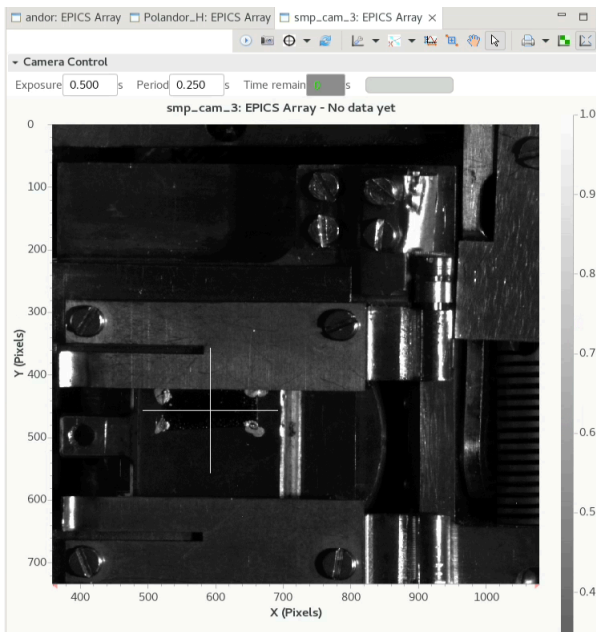 andor: EPICS Array Polandor_H: EPICS Array smp_cam_3: EPICS Array ×
Camera Control
Exposure 0.500 s Period 0.250 s Time remain s
smp_cam_3: EPICS Array - No data yet
0
100
200
300
400
500
600
700
Y (Pixels)
400 500 600 700 800 900 1000
X (Pixels)
1.0
0.9
0.8
0.7
0.6
0.5
0.4